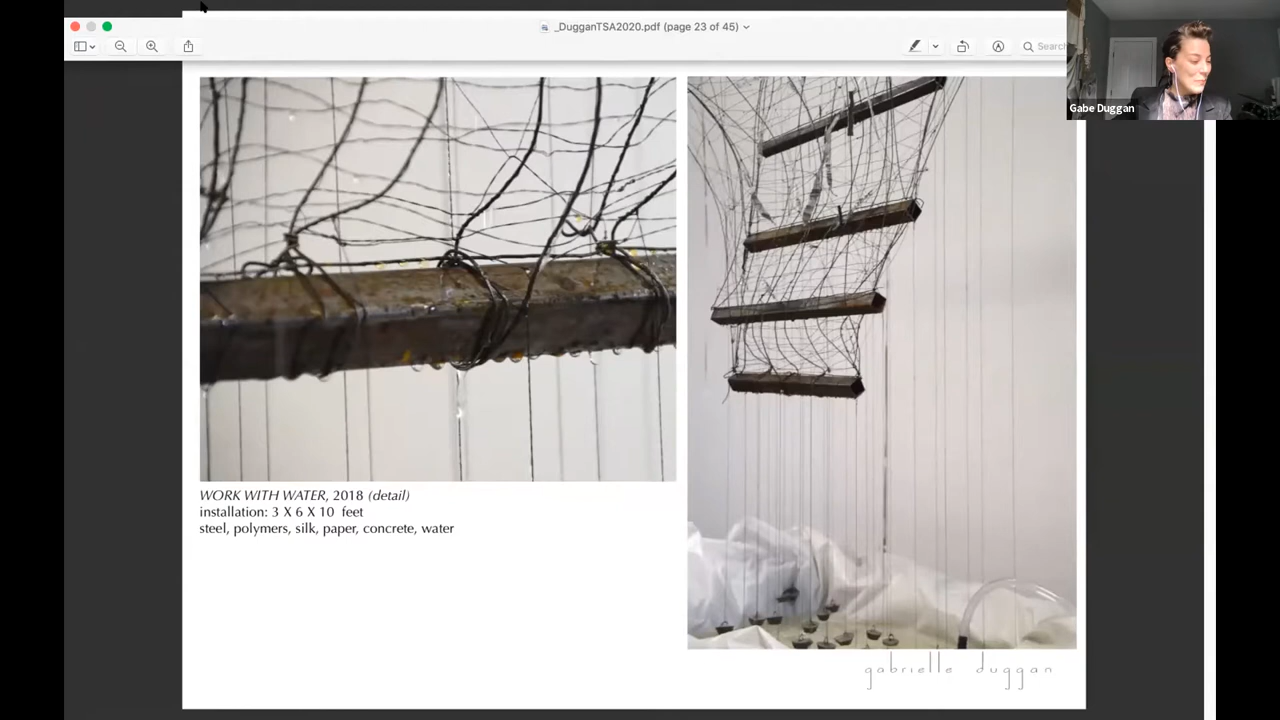 _DugganTSA2020.pdf (page 23 of 45)
Search
Gabe Duggan
WORK WITH WATER, 2018 (detail)
installation: 3 X 6 X 10 feet
steel, polymers, silk, paper, concrete, water
gabrielle duggan